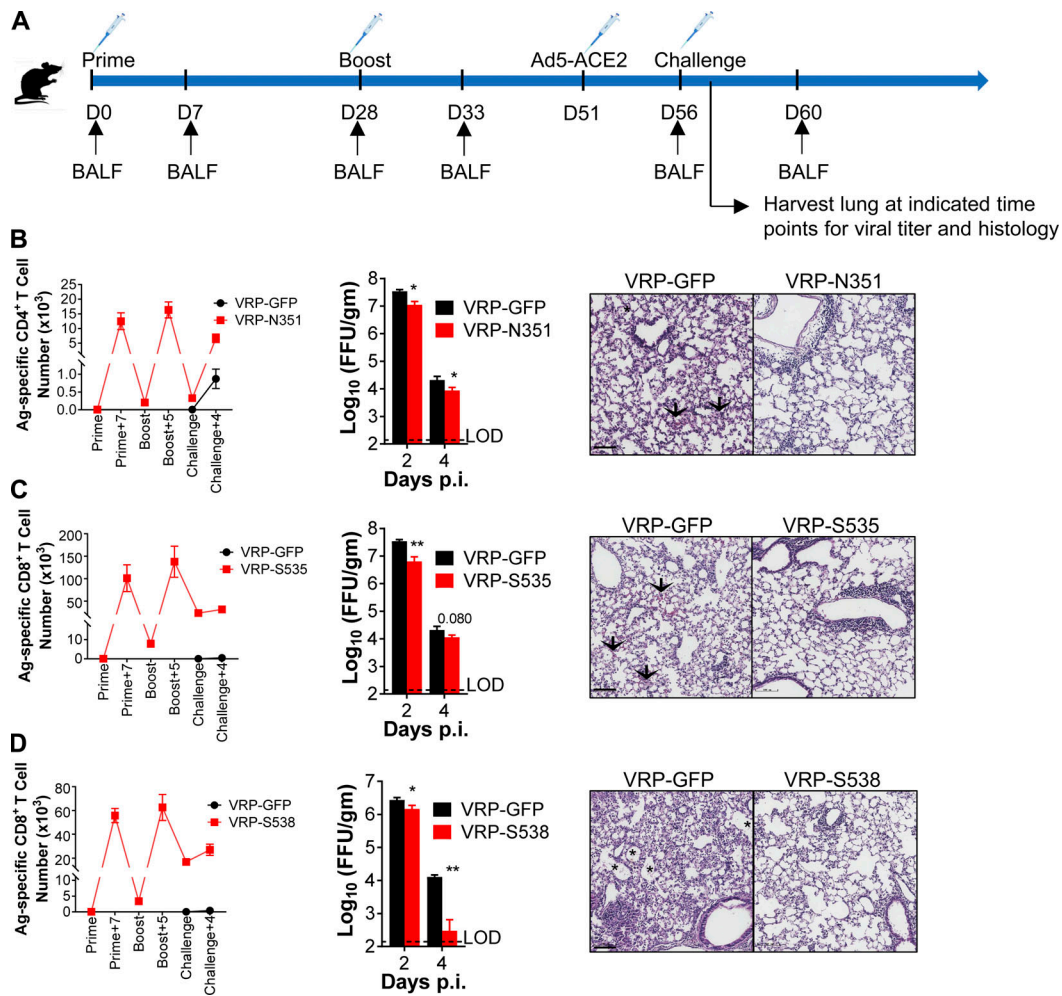 A
Prime Boost Ad5-ACE2 Challenge
D0 D7 D28 D33 D51 D56 D60
BALF BALF BALF BALF BALF BALF
Harvest lung at indicated time
points for viral titer and histology
B
Ag-specific CD4⁺ T Cell
Number (x10³)
25
20
15
10
5
1.0
0.5
0.0
Prime
Prime+7
Boost
Boost+5
Challenge
Challenge+4
VRP-GFP
VRP-N351
Log₁₀ (FFU/gm)
8
7
6
5
4
3
2
* *
VRP-GFP
VRP-N351
LOD
2 4
Days p.i.
VRP-GFP VRP-N351
*
C
Ag-specific CD8⁺ T Cell
Number (x10³)
200
150
100
50
10
0
Prime
Prime+7
Boost
Boost+5
Challenge
Challenge+4
VRP-GFP
VRP-S535
Log₁₀ (FFU/gm)
8
7
6
5
4
3
2
**
0.080
VRP-GFP
VRP-S535
LOD
2 4
Days p.i.
VRP-GFP VRP-S535
D
Ag-specific CD8⁺ T Cell
Number (x10³)
80
60
40
20
10
5
0
Prime
Prime+7
Boost
Boost+5
Challenge
Challenge+4
VRP-GFP
VRP-S538
Log₁₀ (FFU/gm)
7
6
5
4
3
2
*
**
VRP-GFP
VRP-S538
LOD
2 4
Days p.i.
VRP-GFP VRP-S538
* * * *